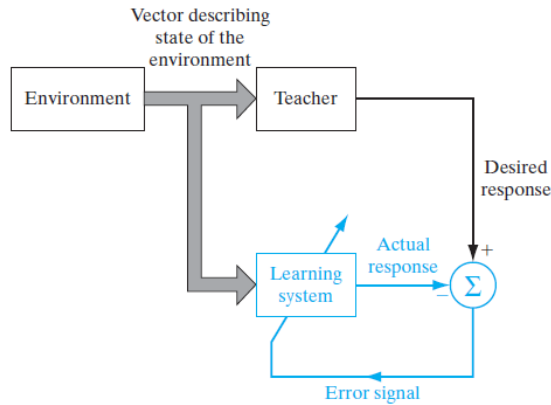 Vector describing
state of the
environment
Environment
Teacher
Desired
response
Actual
response
+
Learning
system
−
Σ
Error signal